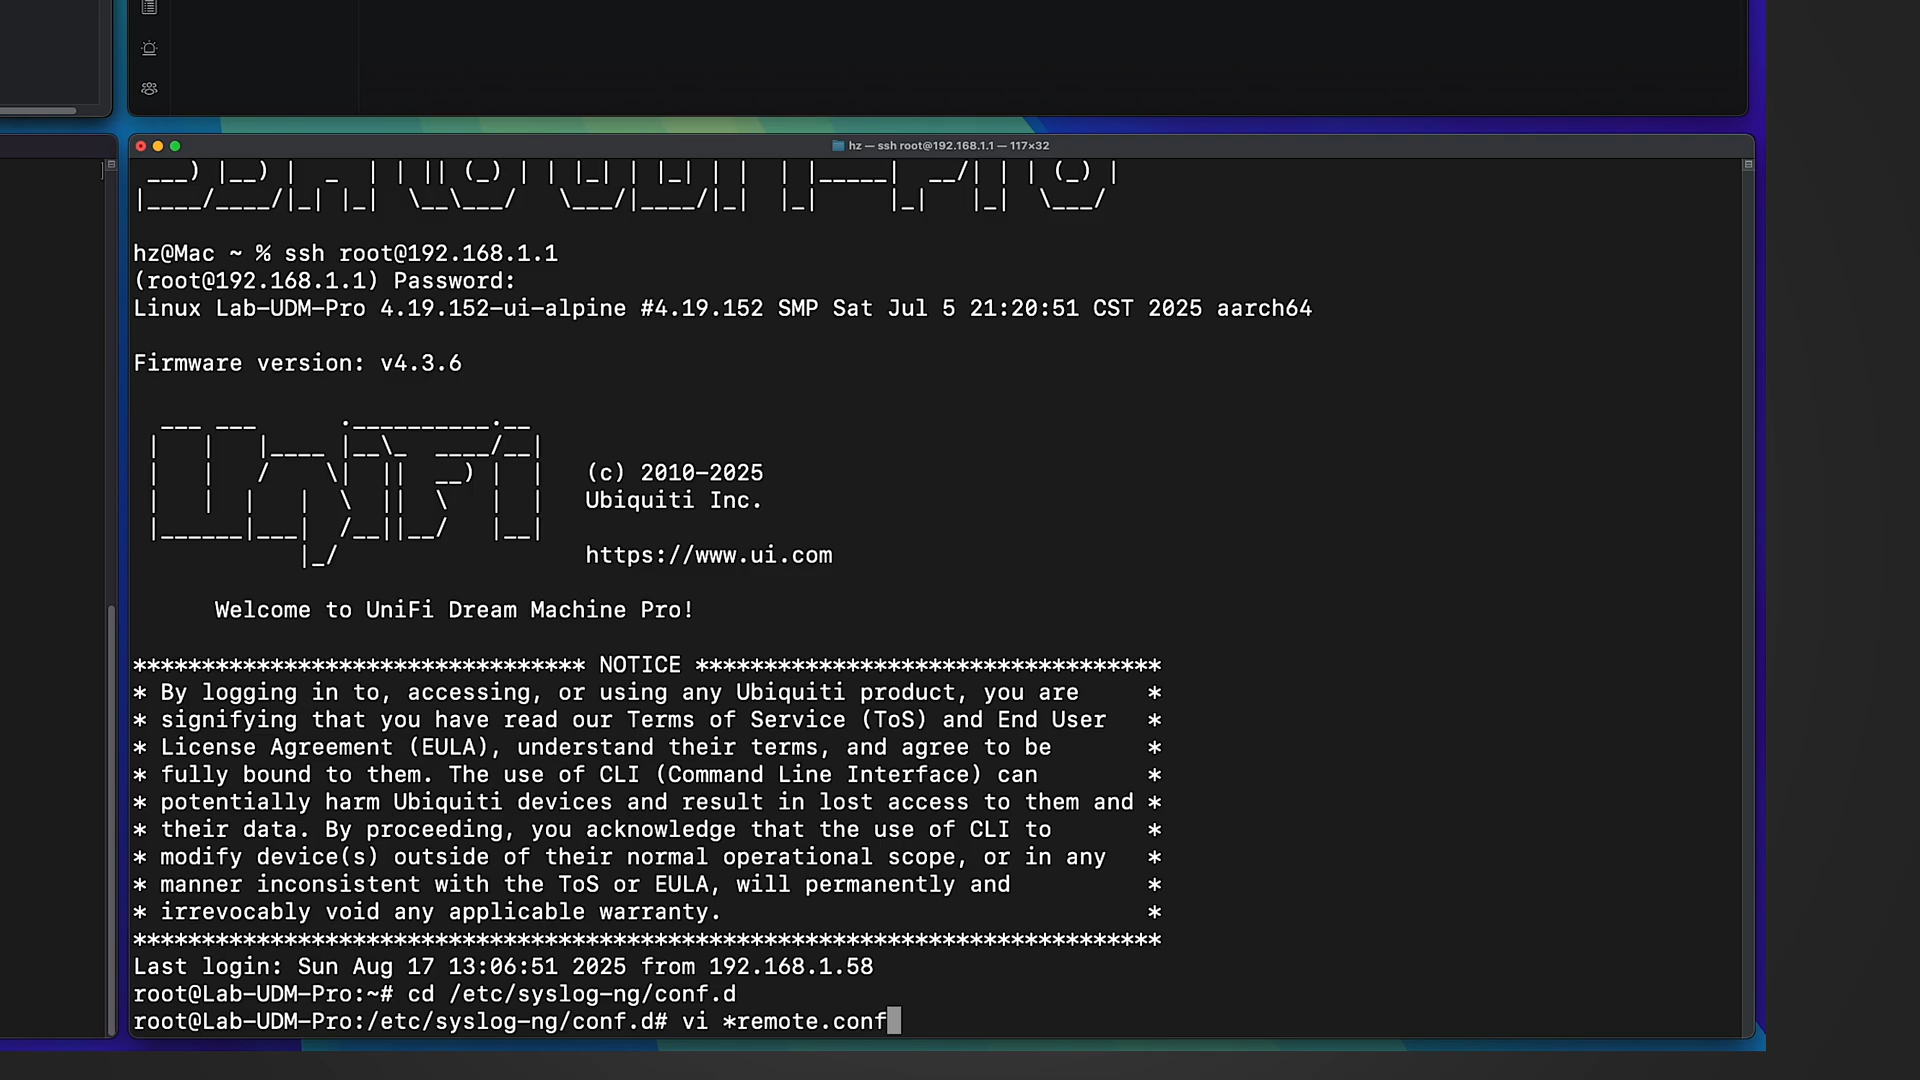 hz — ssh root@192.168.1.1 — 117×32
hz@Mac ~ % ssh root@192.168.1.1
(root@192.168.1.1) Password:
Linux Lab-UDM-Pro 4.19.152-ui-alpine #4.19.152 SMP Sat Jul 5 21:20:51 CST 2025 aarch64
Firmware version: v4.3.6
UniFi
(c) 2010-2025
Ubiquiti Inc.
https://www.ui.com
Welcome to UniFi Dream Machine Pro!
********************************* NOTICE **********************************
* By logging in to, accessing, or using any Ubiquiti product, you are *
* signifying that you have read our Terms of Service (ToS) and End User *
* License Agreement (EULA), understand their terms, and agree to be *
* fully bound to them. The use of CLI (Command Line Interface) can *
* potentially harm Ubiquiti devices and result in lost access to them and *
* their data. By proceeding, you acknowledge that the use of CLI to *
* modify device(s) outside of their normal operational scope, or in any *
* manner inconsistent with the ToS or EULA, will permanently and *
* irrevocably void any applicable warranty. *
***************************************************************************
Last login: Sun Aug 17 13:06:51 2025 from 192.168.1.58
root@Lab-UDM-Pro:~# cd /etc/syslog-ng/conf.d
root@Lab-UDM-Pro:/etc/syslog-ng/conf.d# vi *remote.conf